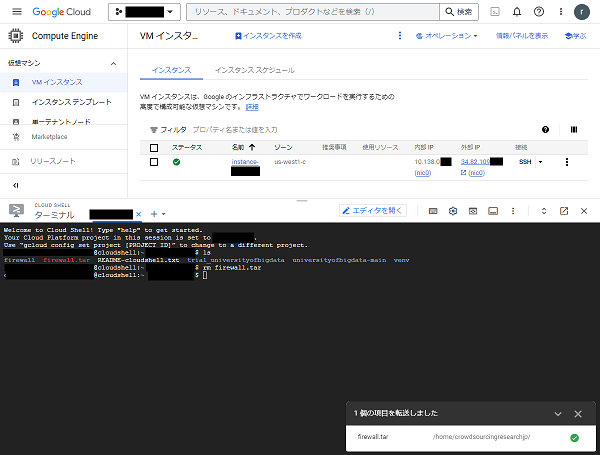 Google Cloud
リソース、ドキュメント、プロダクトなどを検索（/）
検索
r
Compute Engine
VM インスタ...
インスタンスを作成
オペレーション
情報パネルを表示
学ぶ
仮想マシン
VM インスタンス
インスタンス テンプレート
単一テナントノード
Marketplace
リリースノート
インスタンス
インスタンス スケジュール
VM インスタンスは、Google のインフラストラクチャでワークロードを実行するための
高度で構成可能な仮想マシンです。詳細
フィルタ プロパティ名または値を入力
ステータス 名前 ゾーン 推奨事項 使用リソース 内部 IP 外部 IP 接続
instance- us-west1-c 10.138.0 34.82.109 SSH
(nic0) (nic0)
CLOUD SHELL
ターミナル
エディタを開く
Welcome to Cloud Shell! Type "help" to get started.
Your Cloud Platform project in this session is set to .
Use "gcloud config set project [PROJECT_ID]" to change to a different project.
@cloudshell:~ $ ls
firewall firewall.tar README-cloudshell.txt trial_universityofbigdata universityofbigdata-main venv
@cloudshell:~ $ rm firewall.tar
c @cloudshell:~ $
1 個の項目を転送しました
firewall.tar /home/crowdsourcingresearchjp/